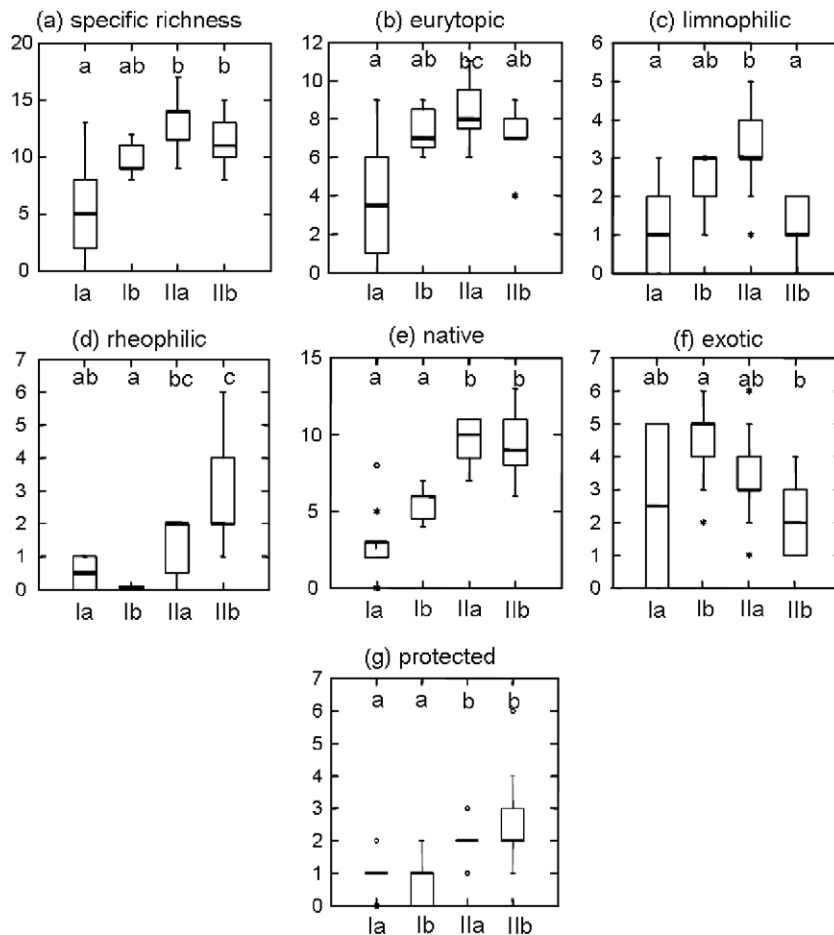 (a) specific richness
(b) eurytopic
(c) limnophilic
20
15
10
5
0
a ab b b
Ia Ib IIa IIb
12
10
8
6
4
2
0
a ab bc ab
Ia Ib IIa IIb
6
5
4
3
2
1
0
a ab b a
Ia Ib IIa IIb
(d) rheophilic
(e) native
(f) exotic
7
6
5
4
3
2
1
0
ab a bc c
Ia Ib IIa IIb
15
10
5
0
a a b b
Ia Ib IIa IIb
7
6
5
4
3
2
1
0
ab a ab b
Ia Ib IIa IIb
(g) protected
7
6
5
4
3
2
1
0
a a b b
Ia Ib IIa IIb